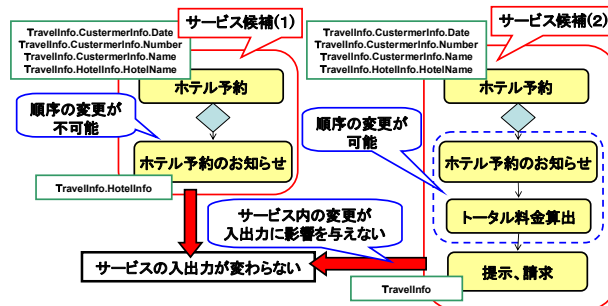 TravelInfo.CustermerInfo.Date
TravelInfo.CustermerInfo.Number
TravelInfo.CustermerInfo.Name
TravelInfo.HotelInfo.HotelName
サービス候補(1)
ホテル予約
順序の変更が
不可能
ホテル予約のお知らせ
TravelInfo.HotelInfo
TravelInfo.CustermerInfo.Date
TravelInfo.CustermerInfo.Number
TravelInfo.CustermerInfo.Name
TravelInfo.HotelInfo.HotelName
サービス候補(2)
ホテル予約
順序の変更が
可能
ホテル予約のお知らせ
トータル料金算出
サービス内の変更が
入出力に影響を与えない
サービスの入出力が変わらない
提示、請求
TravelInfo